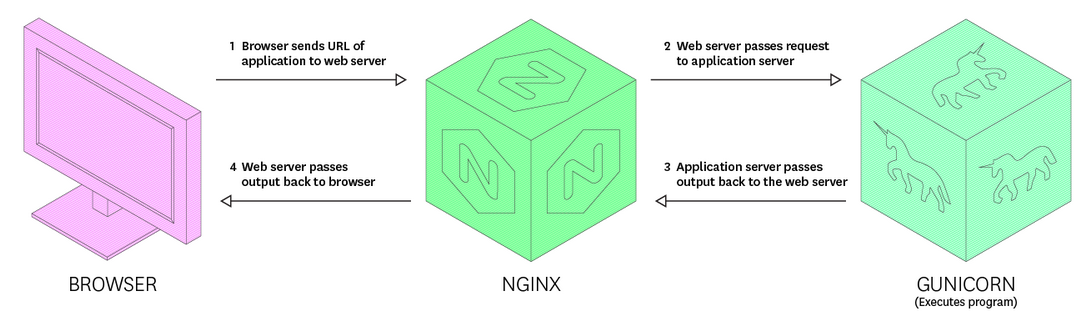 1 Browser sends URL of
application to web server
2 Web server passes request
to application server
4 Web server passes
output back to browser
3 Application server passes
output back to the web server
BROWSER
NGINX
GUNICORN
(Executes program)